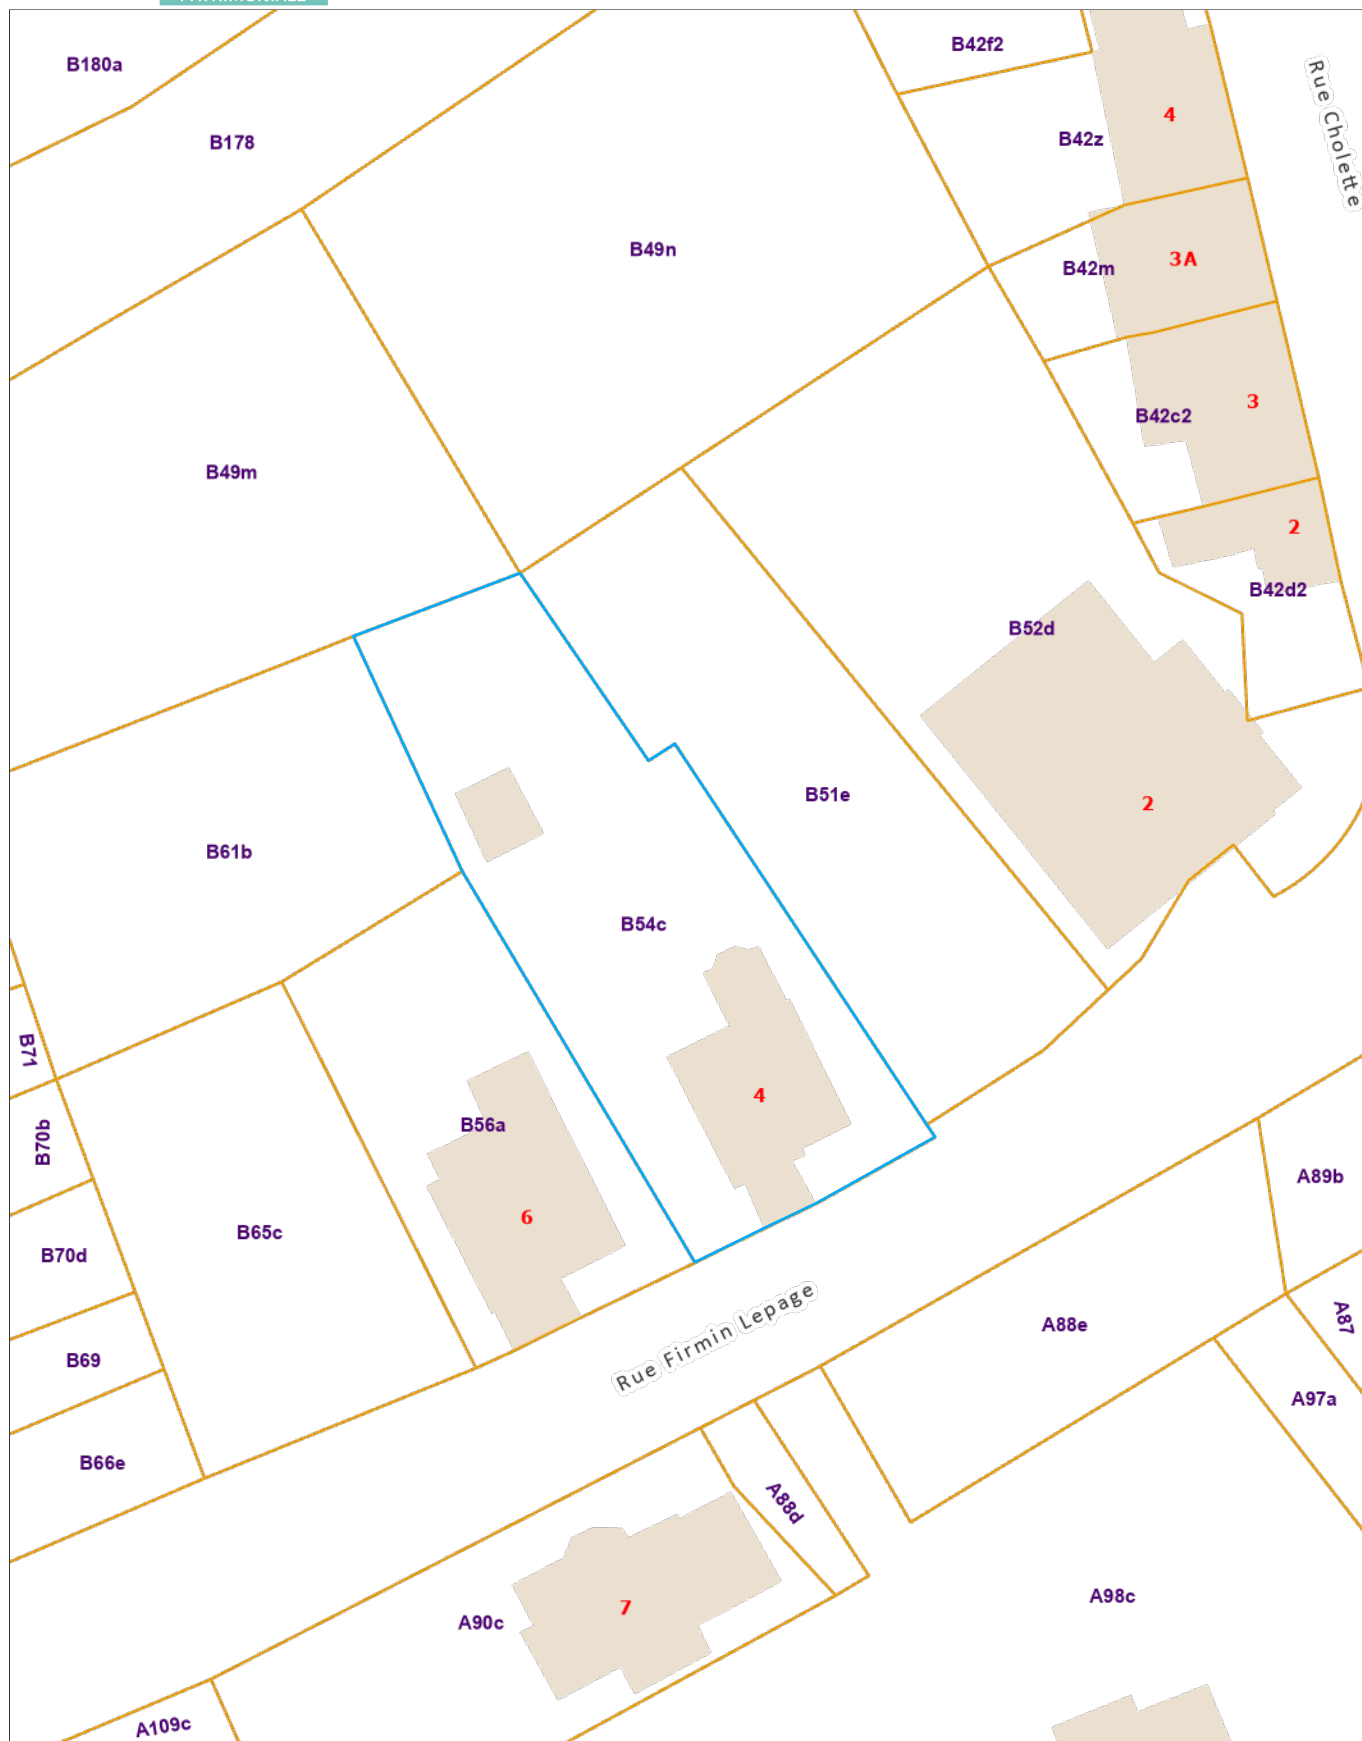 B180a
B42f2
B178
4
Rue Cholette
B42z
B49n
3A
B42m
3
B42c2
B49m
2
B42d2
B52d
B51e
2
B61b
B54c
B71
4
B56a
B70b
A89b
6
B65c
B70d
Rue Firmin Lepage
A88e
A87
B69
A97a
B66e
A88d
A98c
7
A90c
A109c